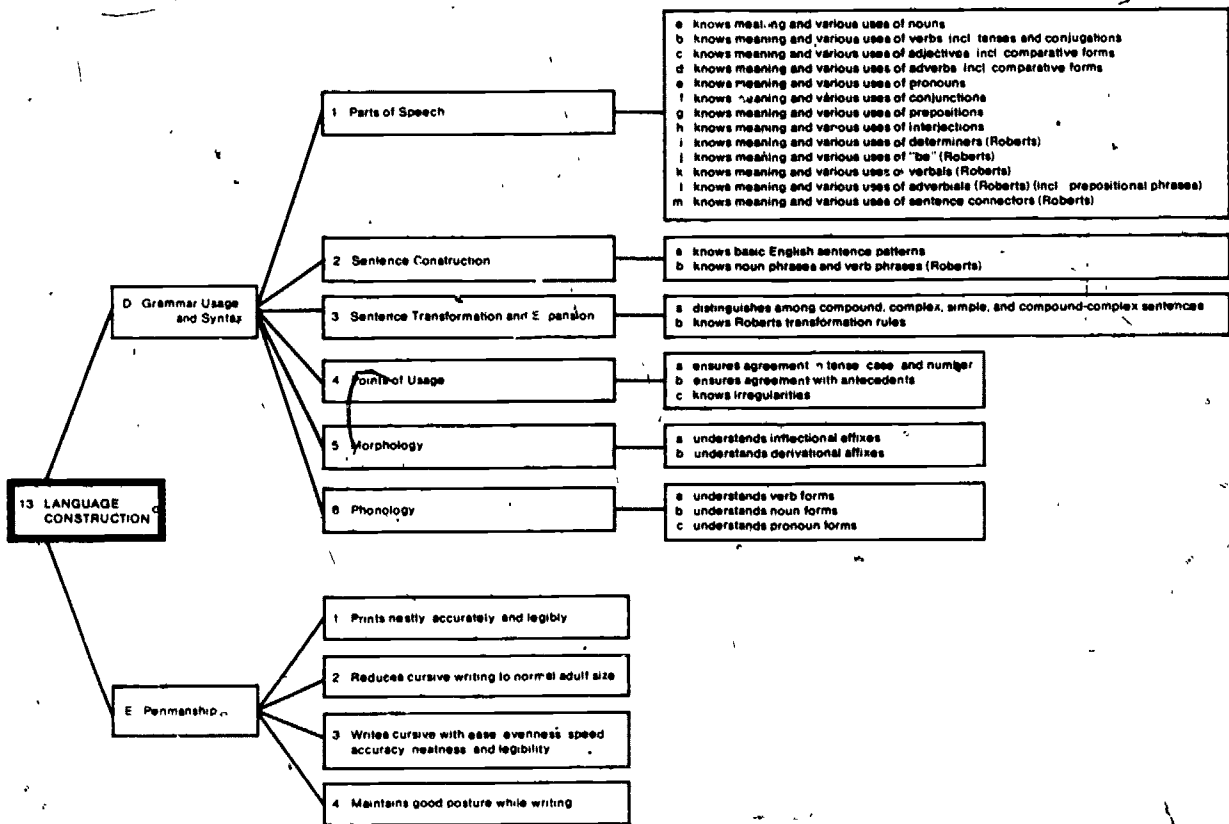 13 LANGUAGE
CONSTRUCTION
D Grammar Usage
and Syntax
1 Parts of Speech
a knows meaning and various uses of nouns
b knows meaning and various uses of verbs incl tenses and conjugations
c knows meaning and various uses of adjectives incl comparative forms
d knows meaning and various uses of adverbs incl comparative forms
e knows meaning and various uses of pronouns
f knows meaning and various uses of conjunctions
g knows meaning and various uses of prepositions
h knows meaning and various uses of interjections
i knows meaning and various uses of determiners (Roberts)
j knows meaning and various uses of "be" (Roberts)
k knows meaning and various uses of verbals (Roberts)
l knows meaning and various uses of adverbials (Roberts) (incl prepositional phrases)
m knows meaning and various uses of sentence connectors (Roberts)
2 Sentence Construction
a knows basic English sentence patterns
b knows noun phrases and verb phrases (Roberts)
3 Sentence Transformation and E pansion
a distinguishes among compound, complex, simple, and compound-complex sentences
b knows Roberts transformation rules
4 Points of Usage
a ensures agreement n tense case and number
b ensures agreement with antecedents
c knows irregularities
5 Morphology
a understands inflectional affixes
b understands derivational affixes
6 Phonology
a understands verb forms
b understands noun forms
c understands pronoun forms
E Penmanship
1 Prints neatly accurately and legibly
2 Reduces cursive writing to normal adult size
3 Writes cursive with ease evenness speed
accuracy neatness and legibility
4 Maintains good posture while writing